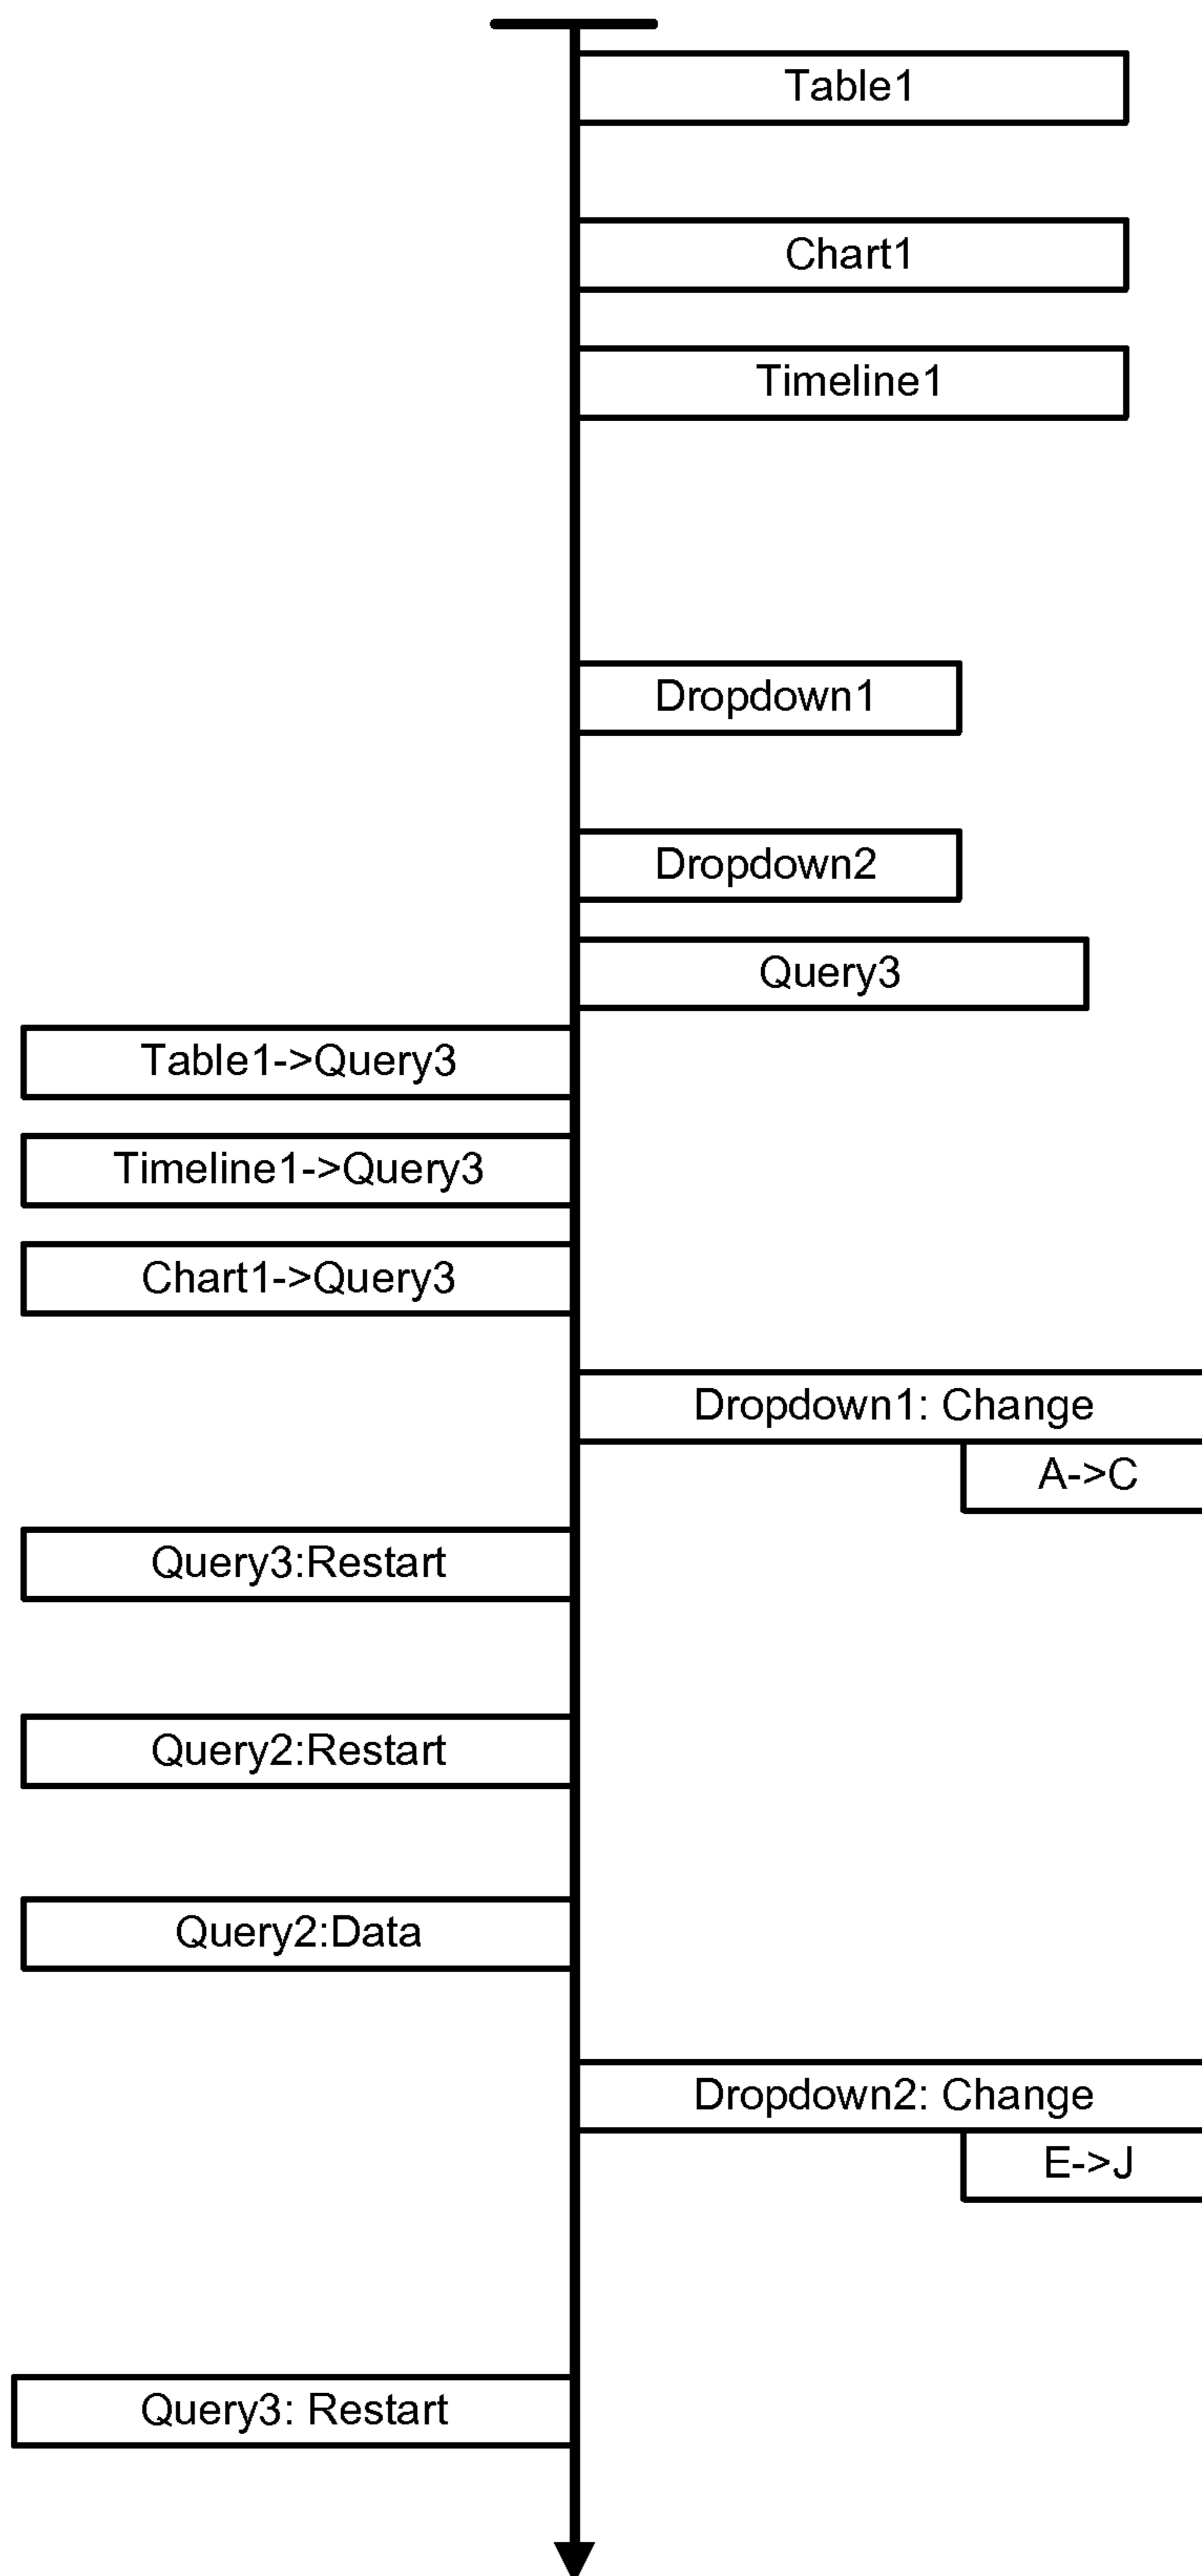 Table1
Chart1
Timeline1
Dropdown1
Dropdown2
Query3
Table1->Query3
Timeline1->Query3
Chart1->Query3
Dropdown1: Change
A->C
Query3:Restart
Query2:Restart
Query2:Data
Dropdown2: Change
E->J
Query3: Restart